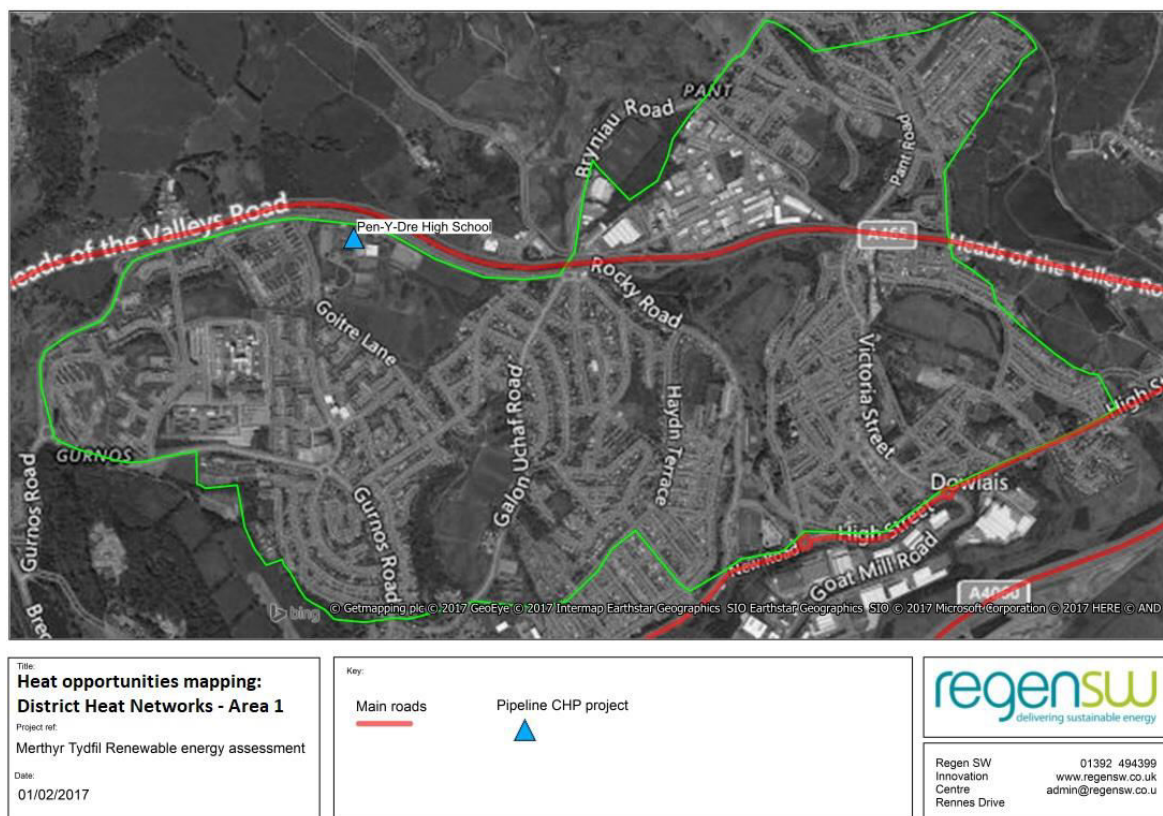 PANT
Bryniau Road
Pant Road
Heads of the Valleys Road
Pen-Y-Dre High School
A465
Heads of the Valleys Ro
Rocky Road
Goitre Lane
Victoria Street
Haydn Terrace
High St
Galon Uchaf Road
GURNOS
Gurnos Road
Gurnos Road
Dowlais
High Street
New Road
Goat Mill Road
A4060
Brec
bing
© Getmapping plc © 2017 GeoEye © 2017 Intermap Earthstar Geographics SIO Earthstar Geographics SIO © 2017 Microsoft Corporation © 2017 HERE © AND
Title:
Heat opportunities mapping:
District Heat Networks - Area 1
Project ref:
Merthyr Tydfil Renewable energy assessment
Date:
01/02/2017
Key:
Main roads
Pipeline CHP project
regensw
delivering sustainable energy
Regen SW 01392 494399
Innovation www.regensw.co.uk
Centre admin@regensw.co.u
Rennes Drive